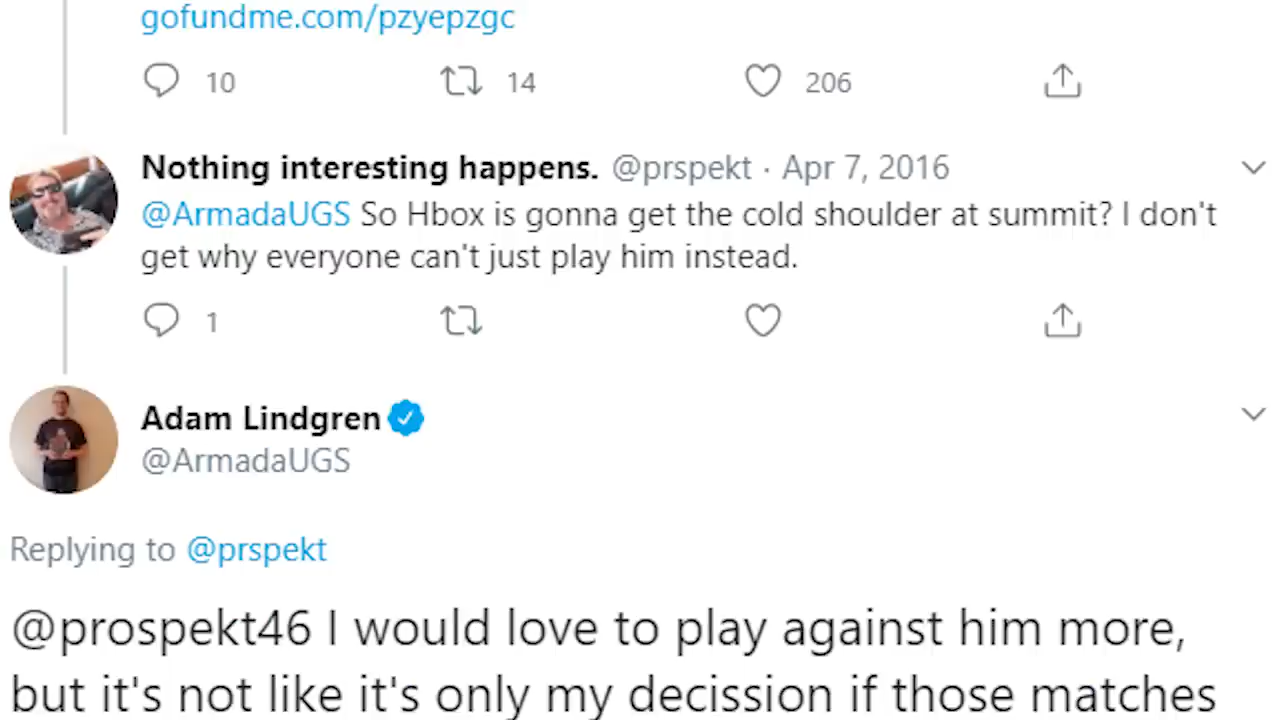 gofundme.com/pzyepzgc
10 14 206
Nothing interesting happens. @prspekt · Apr 7, 2016
@ArmadaUGS So Hbox is gonna get the cold shoulder at summit? I don't
get why everyone can't just play him instead.
1
Adam Lindgren
@ArmadaUGS
Replying to @prspekt
@prospekt46 I would love to play against him more,
but it's not like it's only my decission if those matches